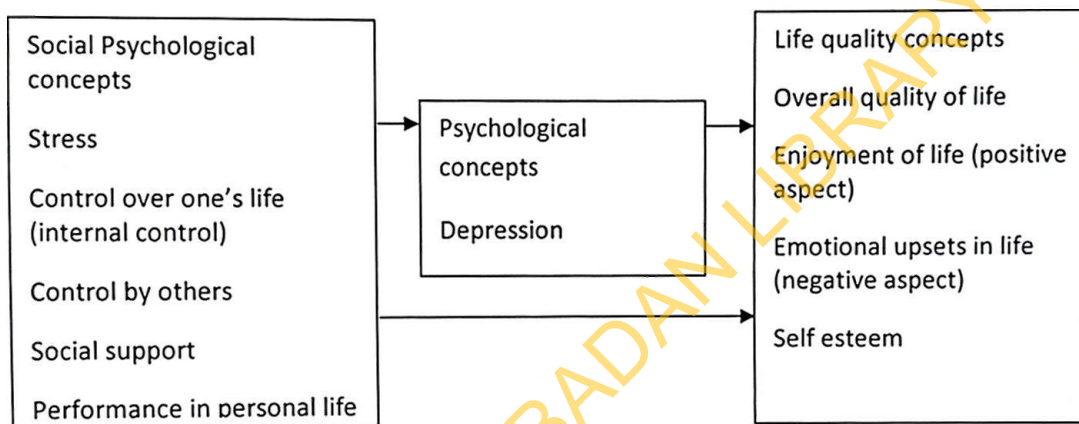 Social Psychological
concepts
Stress
Control over one's life
(internal control)
Control by others
Social support
Performance in personal life
Psychological
concepts
Depression
Life quality concepts
Overall quality of life
Enjoyment of life (positive
aspect)
Emotional upsets in life
(negative aspect)
Self esteem
BADAN LIBRARY